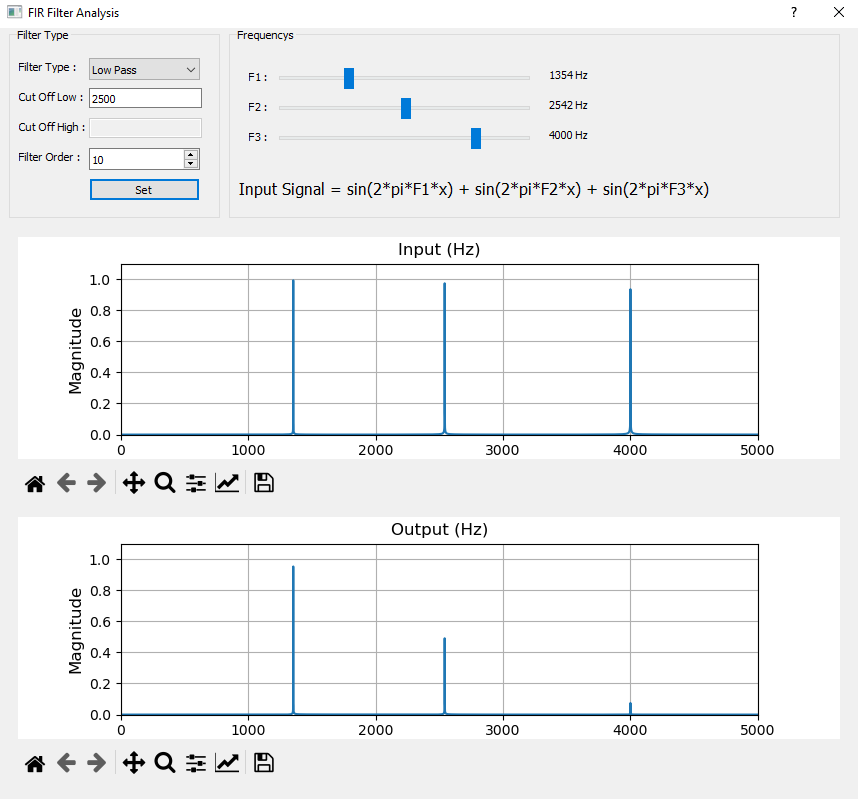 FIR Filter Analysis
?
Filter Type
Filter Type :
Low Pass
Cut Off Low :
2500
Cut Off High :
Filter Order :
10
Set
Frequencys
F1 :
1354 Hz
F2 :
2542 Hz
F3 :
4000 Hz
Input Signal = sin(2*pi*F1*x) + sin(2*pi*F2*x) + sin(2*pi*F3*x)
Input (Hz)
Magnitude
1.0
0.8
0.6
0.4
0.2
0.0
0 1000 2000 3000 4000 5000
Output (Hz)
Magnitude
1.0
0.8
0.6
0.4
0.2
0.0
0 1000 2000 3000 4000 5000